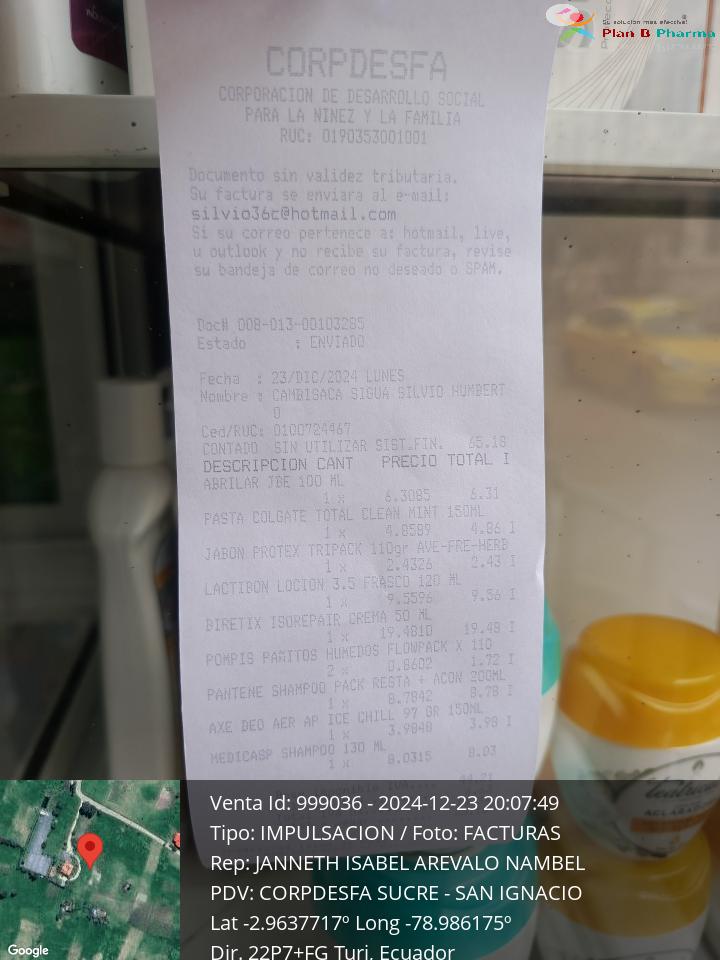 Su solución mas efectiva!
Plan B Pharma
CORPDESFA
CORPORACION DE DESARROLLO SOCIAL
PARA LA NINEZ Y LA FAMILIA
RUC: 0190353001001
Documento sin validez tributaria.
Su factura se enviara al e-mail:
silvio36c@hotmail.com
Si su correo pertenece a: hotmail, live,
u outlook y no recibe su factura, revise
su bandeja de correo no deseado o SPAM.
Doc# 008-013-00103285
Estado : ENVIADO
Fecha : 23/DIC/2024 LUNES
Nombre : CAMBISACA SIGUA SILVIO HUMBERT
O
Ced/RUC: 0100724467
CONTADO SIN UTILIZAR SIST.FIN. 65.18
DESCRIPCION CANT PRECIO TOTAL I
ABRILAR JBE 100 ML
1 x 6.3085 6.31
PASTA COLGATE TOTAL CLEAN MINT 150ML
1 x 4.8589 4.86 I
JABON PROTEX TRIPACK 110gr AVE-FRE-HERB
1 x 2.4326 2.43 I
LACTIBON LOCION 3.5 FRASCO 120 ML
1 x 9.5596 9.56 I
BIRETIX ISOREPAIR CREMA 50 ML
1 x 19.4810 19.48 I
POMPIS PAÑITOS HUMEDOS FLOWPACK X 110
2 x 0.8602 1.72 I
PANTENE SHAMPOO PACK RESTA + ACON 200ML
1 x 8.7842 8.78 I
AXE DEO AER AP ICE CHILL 97 GR 150ML
1 x 3.9848 3.98 I
MEDICASP SHAMPOO 130 ML
1 x 8.0315 8.03
Venta Id: 999036 - 2024-12-23 20:07:49
Tipo: IMPULSACION / Foto: FACTURAS
Rep: JANNETH ISABEL AREVALO NAMBEL
PDV: CORPDESFA SUCRE - SAN IGNACIO
Lat -2.9637717º Long -78.986175º
Dir. 22P7+FG Turi, Ecuador
Google